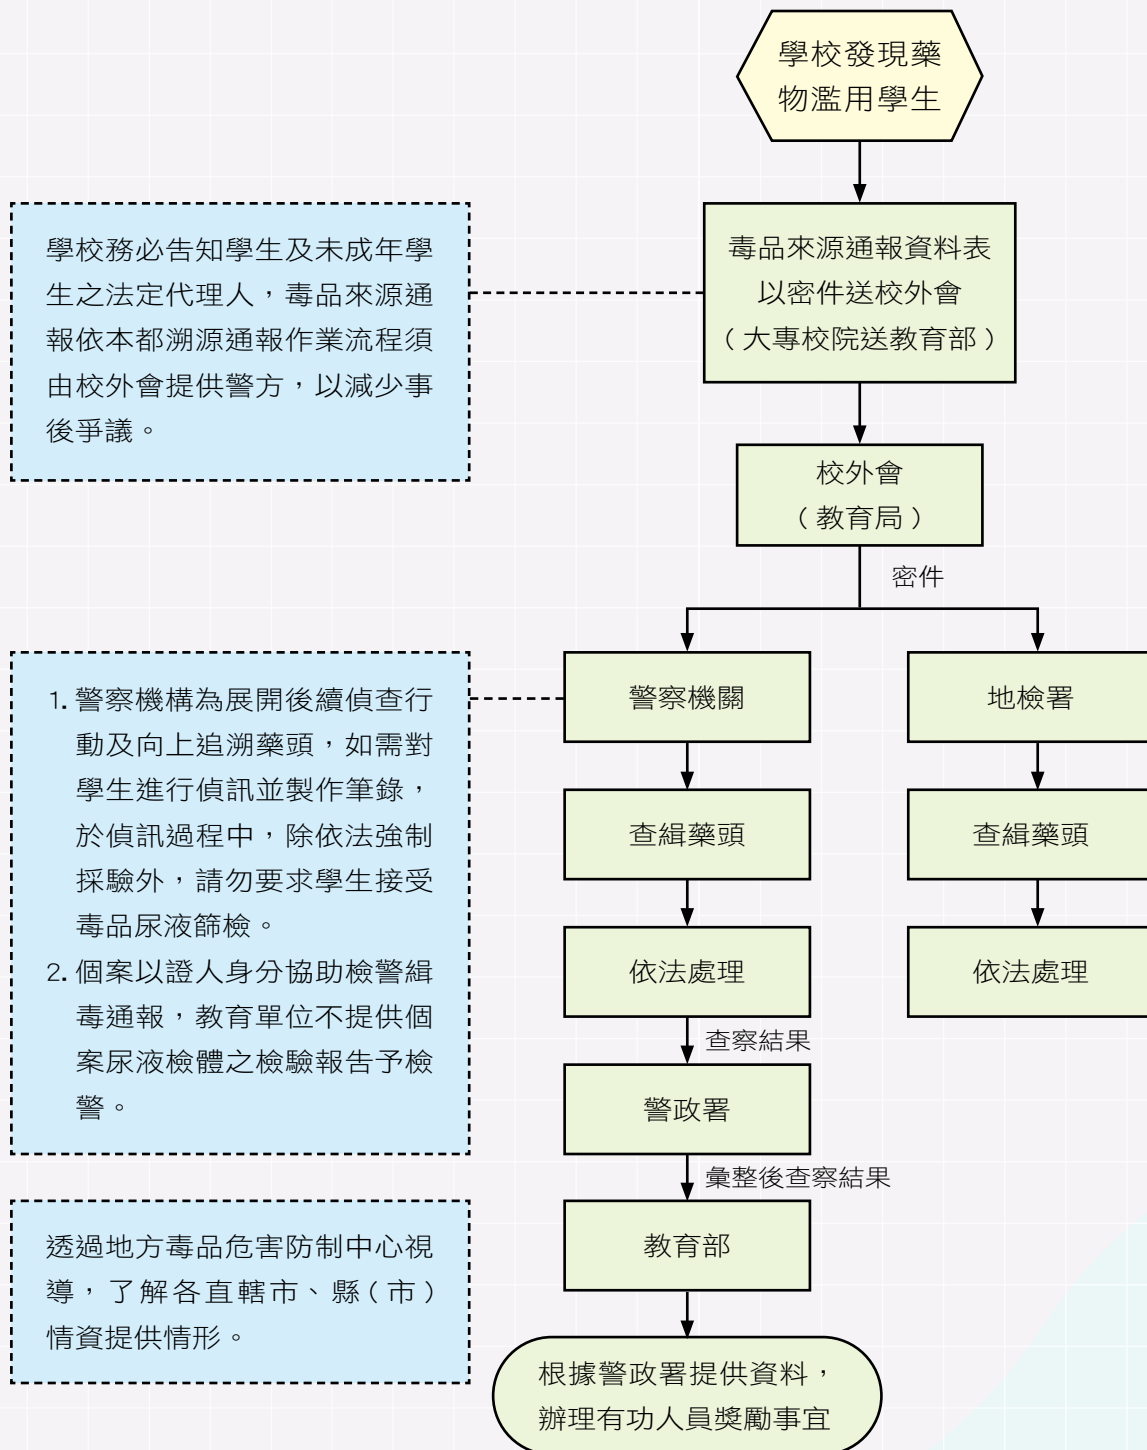 學校發現藥
物濫用學生
學校務必告知學生及未成年學
生之法定代理人，毒品來源通
報依本都溯源通報作業流程須
由校外會提供警方，以減少事
後爭議。
毒品來源通報資料表
以密件送校外會
（大專校院送教育部）
校外會
（教育局）
密件
1. 警察機構為展開後續偵查行
動及向上追溯藥頭，如需對
學生進行偵訊並製作筆錄，
於偵訊過程中，除依法強制
採驗外，請勿要求學生接受
毒品尿液篩檢。
2. 個案以證人身分協助檢警緝
毒通報，教育單位不提供個
案尿液檢體之檢驗報告予檢
警。
警察機關
地檢署
查緝藥頭
查緝藥頭
依法處理
依法處理
查察結果
警政署
彙整後查察結果
教育部
透過地方毒品危害防制中心視
導，了解各直轄市、縣（市）
情資提供情形。
根據警政署提供資料，
辦理有功人員獎勵事宜